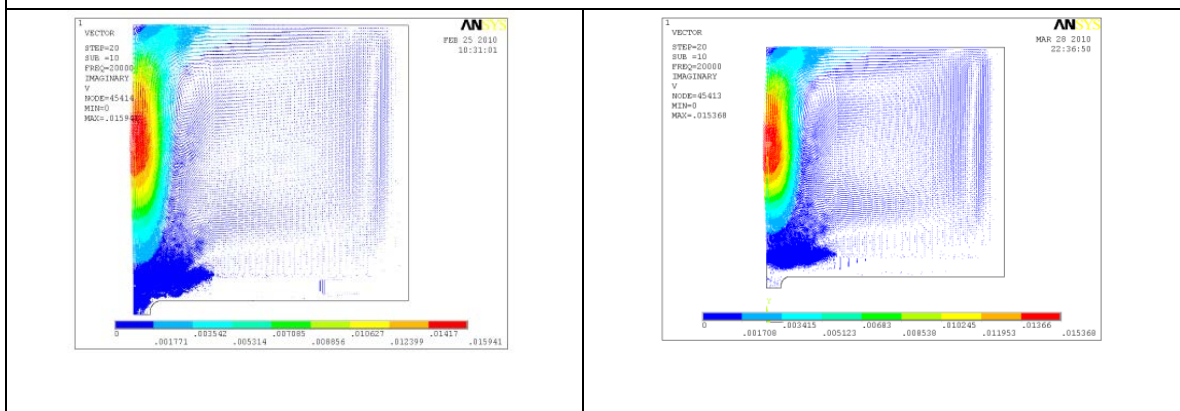 1
ANSYS
VECTOR
FEB 25 2010
10:31:01
STEP=20
SUB =10
FREQ=20000
IMAGINARY
V
NODE=45414
MIN=0
MAX=.015941
0 .003542 .007085 .010627 .01417
.001771 .005314 .008856 .012399 .015941
1
ANSYS
VECTOR
MAR 28 2010
22:36:50
STEP=20
SUB =10
FREQ=20000
IMAGINARY
V
NODE=45413
MIN=0
MAX=.015368
0 .003415 .00683 .010245 .01366
.001708 .005123 .008538 .011953 .015368